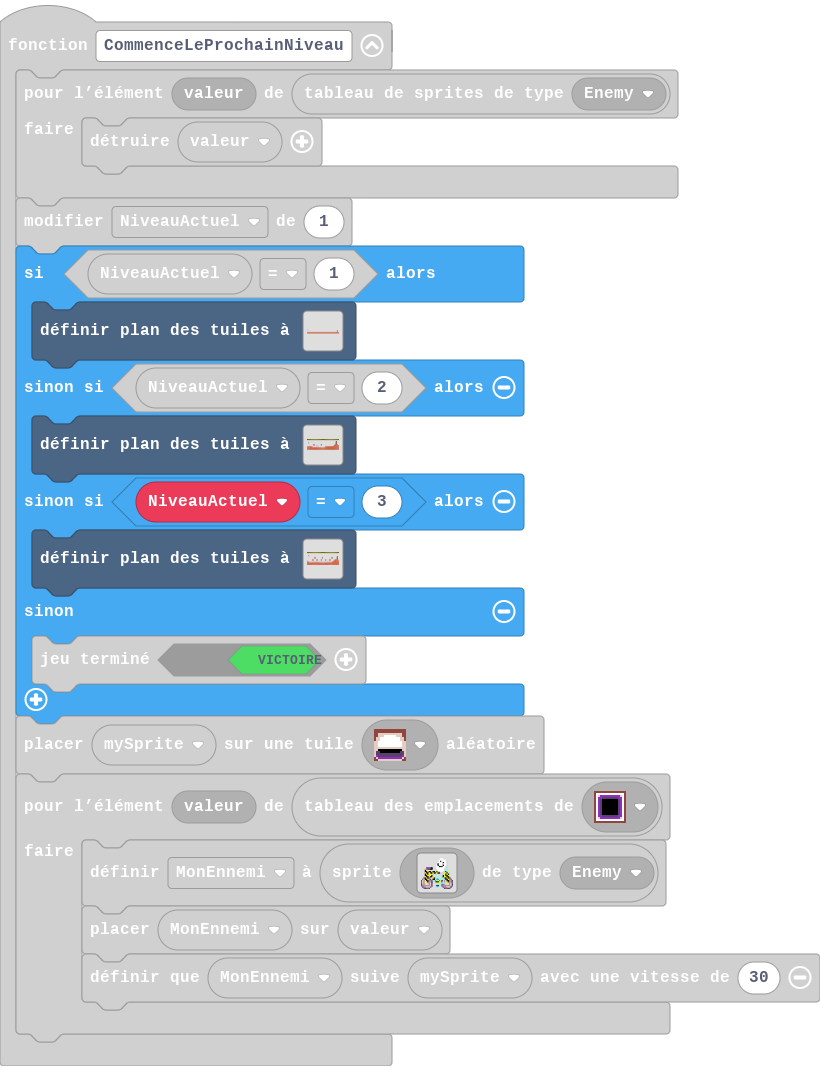 fonction CommenceLeProchainNiveau
pour l’élément valeur de tableau de sprites de type Enemy
faire détruire valeur
modifier NiveauActuel de 1
si NiveauActuel = 1 alors
définir plan des tuiles à
sinon si NiveauActuel = 2 alors
définir plan des tuiles à
sinon si NiveauActuel = 3 alors
définir plan des tuiles à
sinon
jeu terminé VICTOIRE
placer mySprite sur une tuile aléatoire
pour l’élément valeur de tableau des emplacements de
faire
définir MonEnnemi à sprite de type Enemy
placer MonEnnemi sur valeur
définir que MonEnnemi suive mySprite avec une vitesse de 30